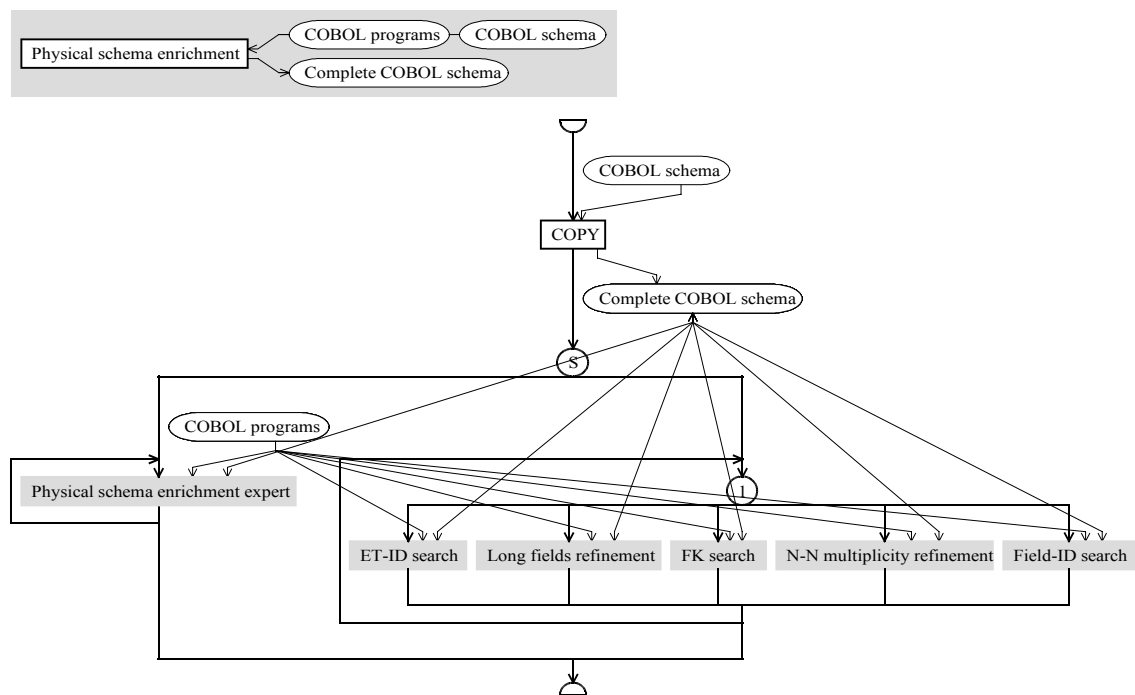 COBOL programs
COBOL schema
Physical schema enrichment
Complete COBOL schema
COBOL schema
COPY
Complete COBOL schema
S
COBOL programs
Physical schema enrichment expert
1
ET-ID search
Long fields refinement
FK search
N-N multiplicity refinement
Field-ID search